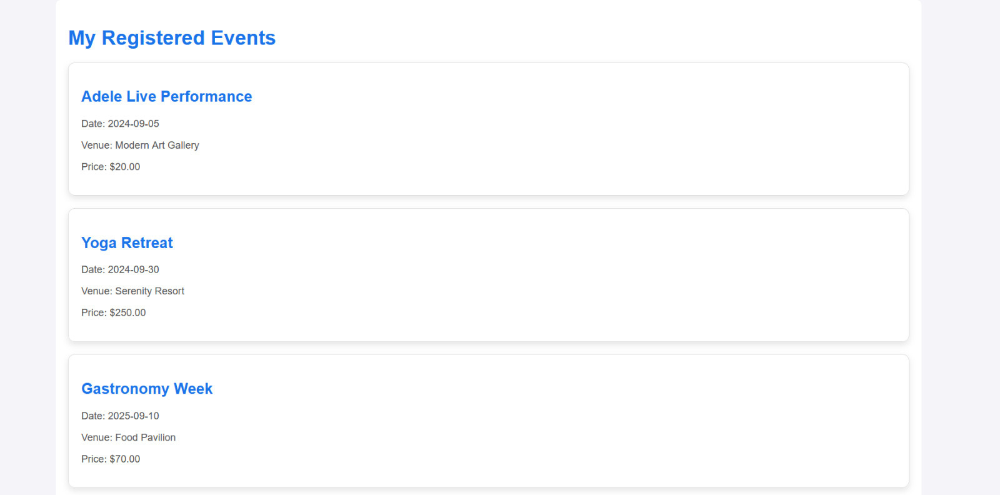 My Registered Events
Adele Live Performance
Date: 2024-09-05
Venue: Modern Art Gallery
Price: $20.00
Yoga Retreat
Date: 2024-09-30
Venue: Serenity Resort
Price: $250.00
Gastronomy Week
Date: 2025-09-10
Venue: Food Pavilion
Price: $70.00